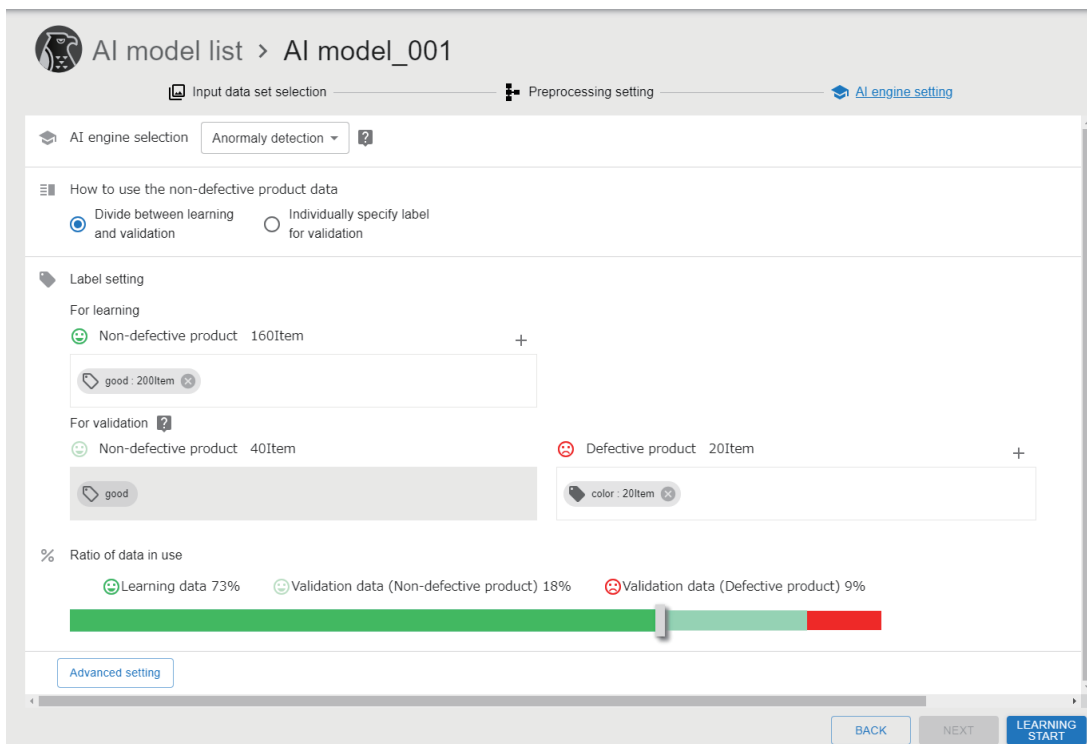 AI model list > AI model_001
Input data set selection
Preprocessing setting
AI engine setting
AI engine selection
Anormaly detection
?
How to use the non-defective product data
Divide between learning
and validation
Individually specify label
for validation
Label setting
For learning
Non-defective product 160Item
+
good : 200Item
For validation ?
Non-defective product 40Item
Defective product 20Item
+
good
color : 20Item
% Ratio of data in use
Learning data 73%
Validation data (Non-defective product) 18%
Validation data (Defective product) 9%
Advanced setting
BACK
NEXT
LEARNING
START